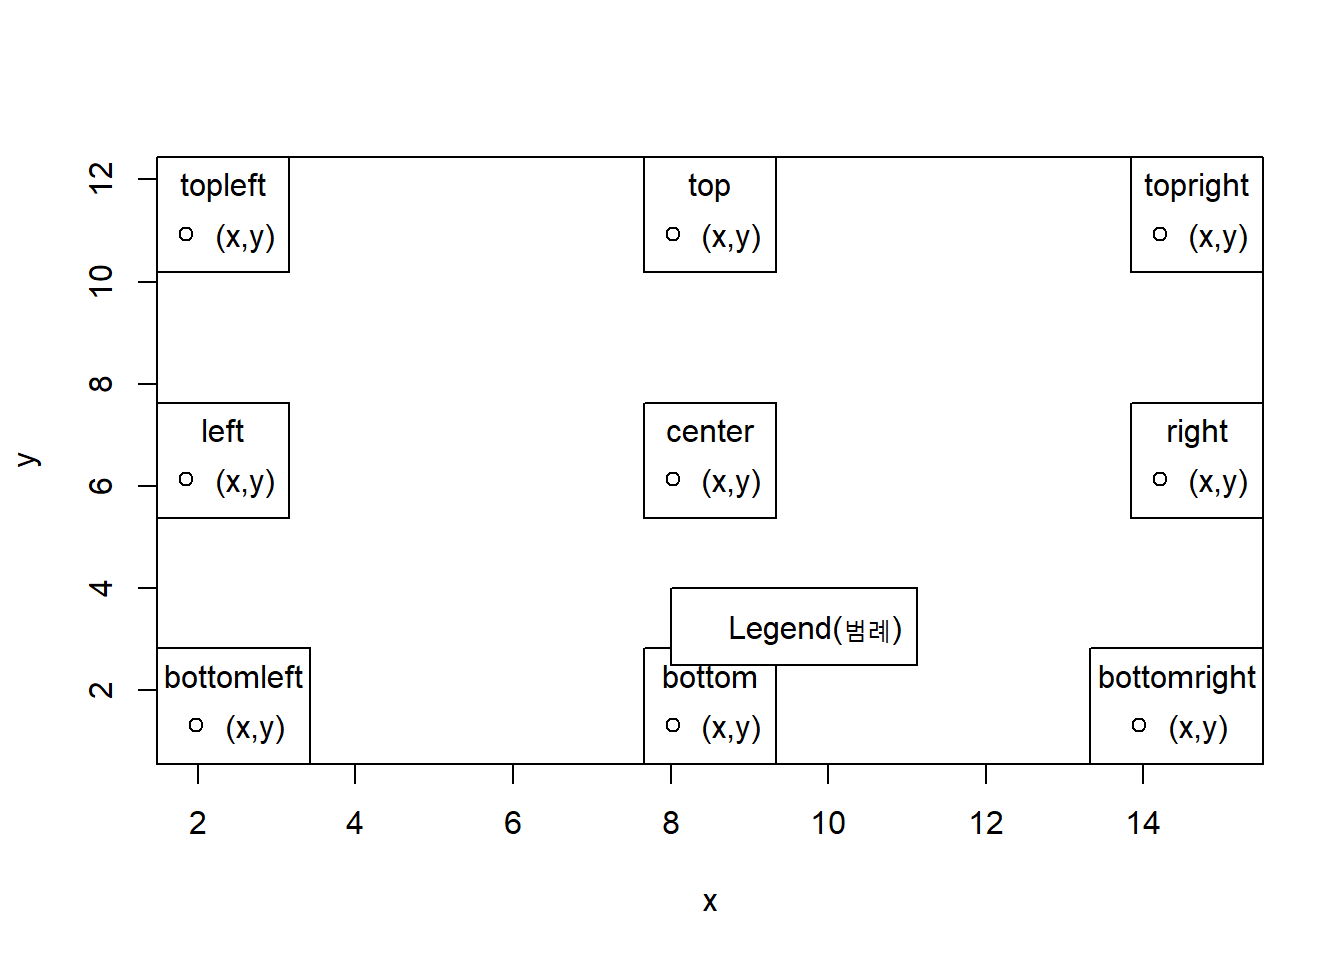 12
topleft
(x,y)
top
(x,y)
topright
(x,y)
10
8
left
(x,y)
center
(x,y)
right
(x,y)
y
6
4
Legend(범례)
2
bottomleft
(x,y)
bottom
(x,y)
bottomright
(x,y)
2 4 6 8 10 12 14
x